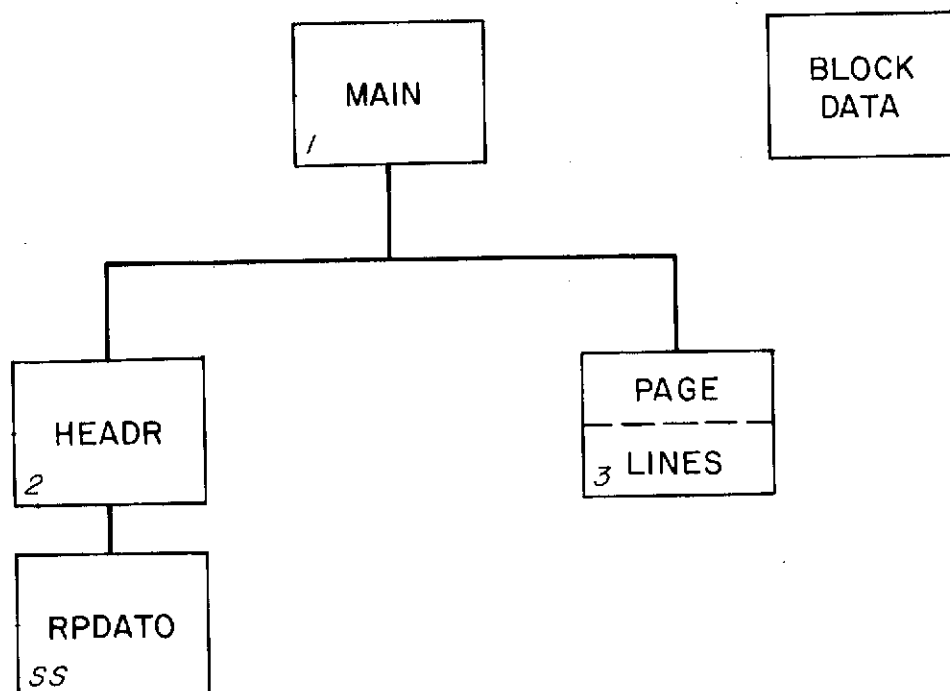 MAIN
1
BLOCK
DATA
HEADR
2
PAGE
LINES
3
RPDATO
SS